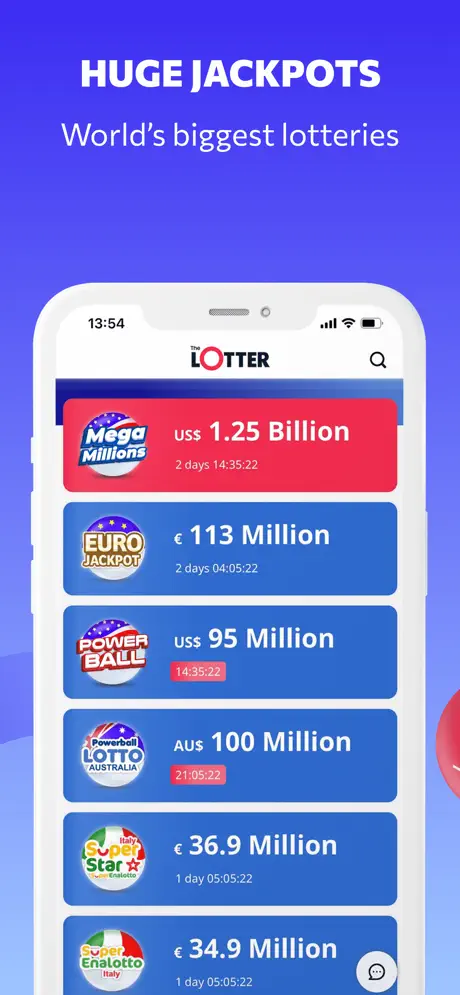 HUGE JACKPOTS
World's biggest lotteries
13:54
The
LOTTER
Mega
Millions
US$ 1.25 Billion
2 days 14:35:22
EURO
JACKPOT
€ 113 Million
2 days 04:05:22
POWER
BALL
US$ 95 Million
14:35:22
Powerball
LOTTO
AUSTRALIA
AU$ 100 Million
21:05:22
Italy
Super
Star
SuperEnalotto
€ 36.9 Million
1 day 05:05:22
Super
Enalotto
Italy
€ 34.9 Million
1 day 05:05:22